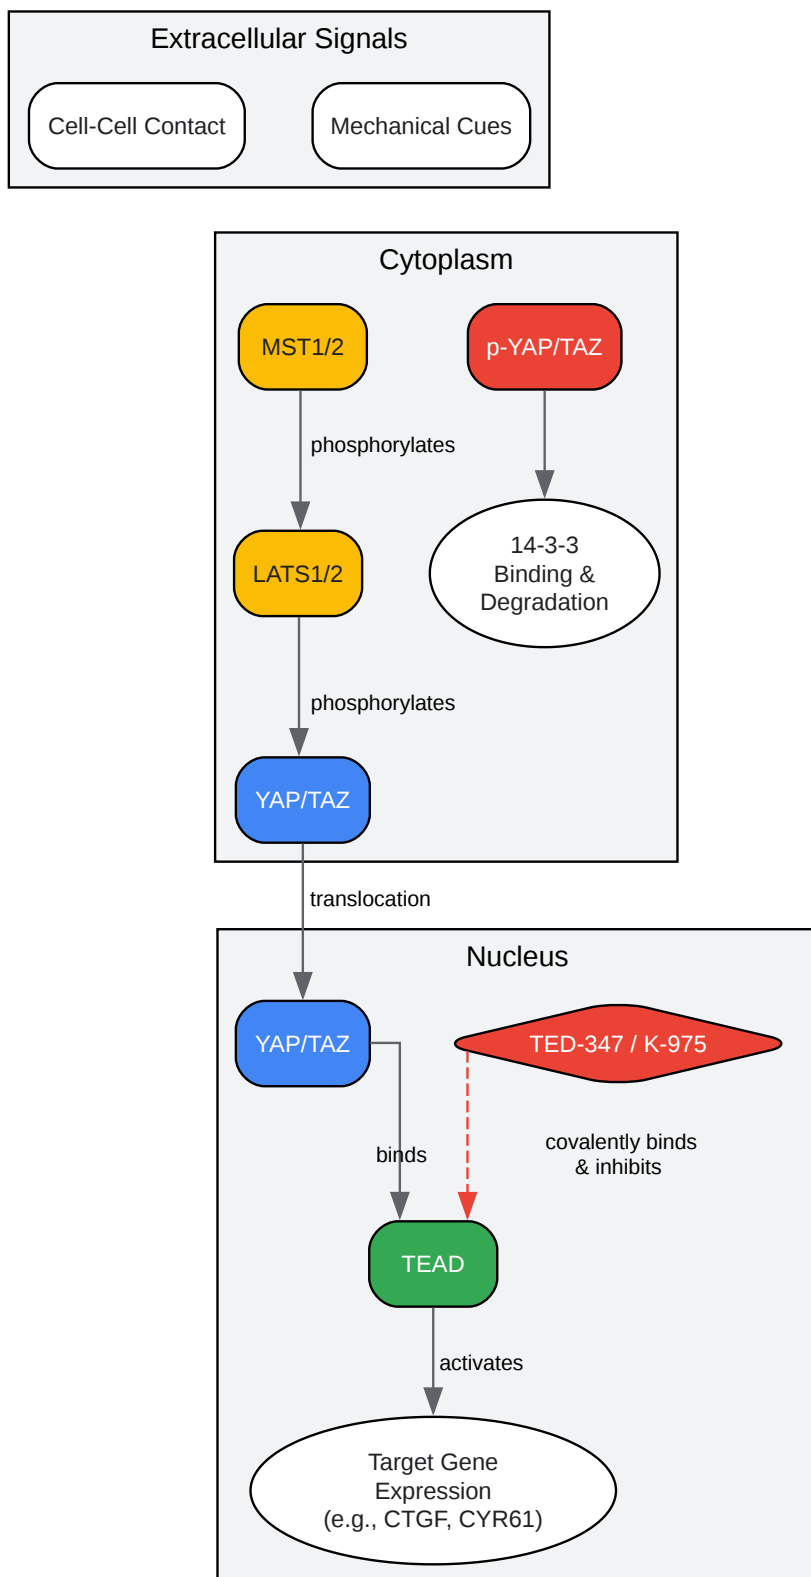 Extracellular Signals
Cell-Cell Contact
Mechanical Cues
Cytoplasm
MST1/2
p-YAP/TAZ
phosphorylates
14-3-3
Binding &
Degradation
LATS1/2
phosphorylates
YAP/TAZ
translocation
Nucleus
YAP/TAZ
TED-347 / K-975
binds
covalently binds
& inhibits
TEAD
activates
Target Gene
Expression
(e.g., CTGF, CYR61)